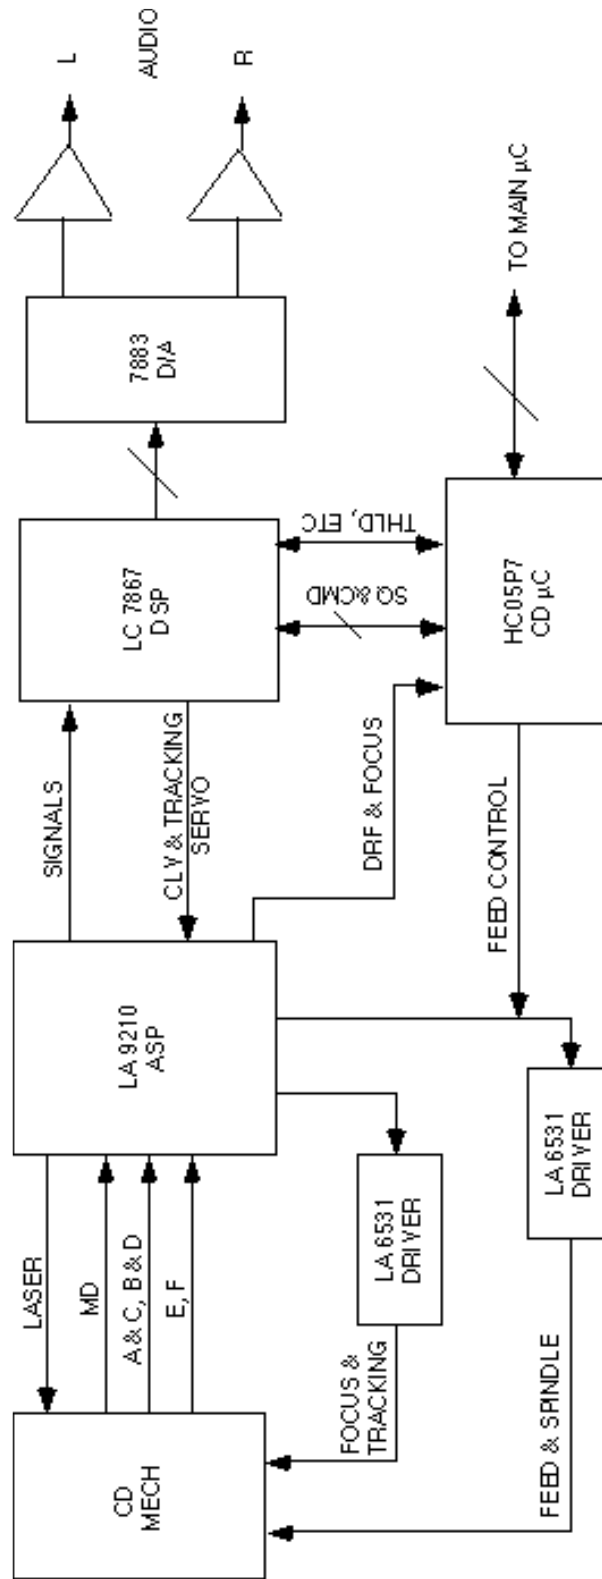 CD
MECH
LASER
MD
A & C, B & D
E, F
FOCUS &
TRACKING
FEED & SPINDLE
LA 6531
DRIVER
LA 6531
DRIVER
LA 9210
ASP
SIGNALS
CLV & TRACKING
SERVO
DRF & FOCUS
FEED CONTROL
LC 7867
DSP
SQ & CMD
THLD, ETC
HC05P7
CD µC
7883
D/A
TO MAIN µC
L
AUDIO
R